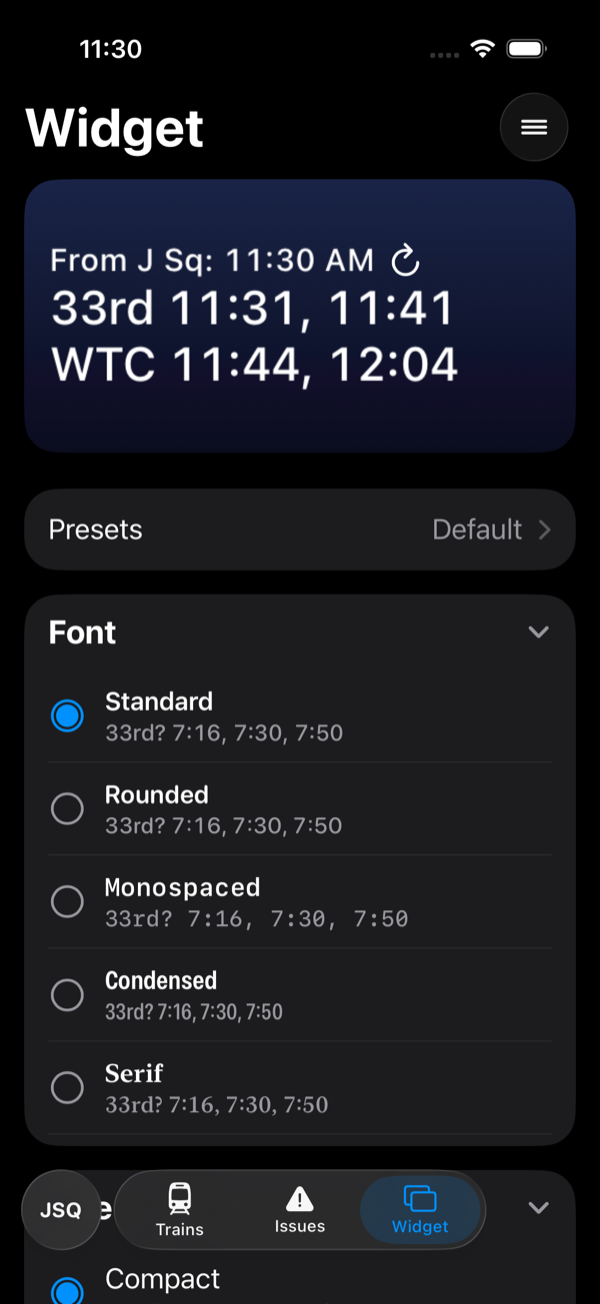 11:30
Widget
From J Sq: 11:30 AM
33rd 11:31, 11:41
WTC 11:44, 12:04
Presets Default
Font
Standard
33rd? 7:16, 7:30, 7:50
Rounded
33rd? 7:16, 7:30, 7:50
Monospaced
33rd? 7:16, 7:30, 7:50
Condensed
33rd? 7:16, 7:30, 7:50
Serif
33rd? 7:16, 7:30, 7:50
JSQ Trains Issues Widget
Compact